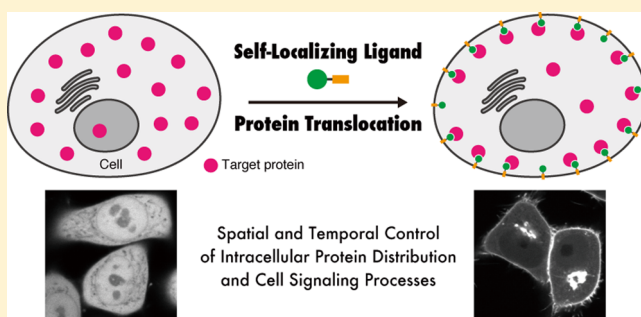 Self-Localizing Ligand
Protein Translocation
Cell
Target protein
Spatial and Temporal Control
of Intracellular Protein Distribution
and Cell Signaling Processes